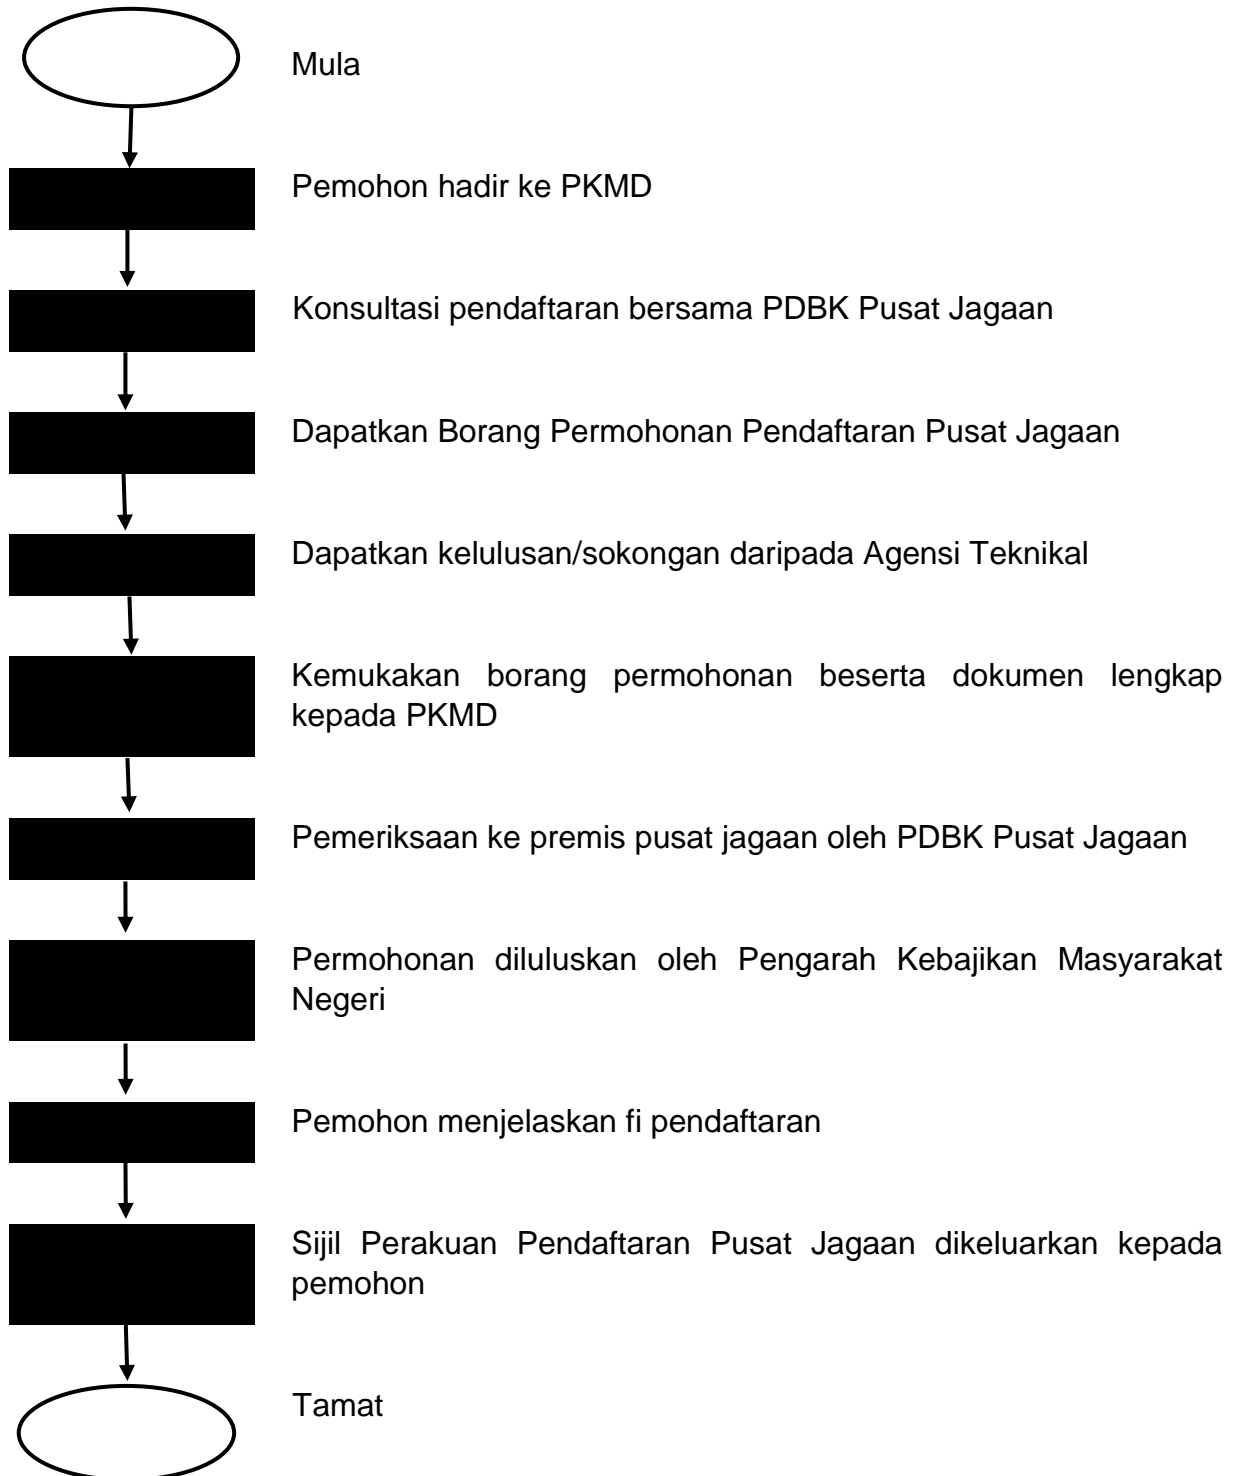 Mula
Pemohon hadir ke PKMD
Konsultasi pendaftaran bersama PDBK Pusat Jagaan
Dapatkan Borang Permohonan Pendaftaran Pusat Jagaan
Dapatkan kelulusan/sokongan daripada Agensi Teknikal
Kemukakan borang permohonan beserta dokumen lengkap
kepada PKMD
Pemeriksaan ke premis pusat jagaan oleh PDBK Pusat Jagaan
Permohonan diluluskan oleh Pengarah Kebajikan Masyarakat
Negeri
Pemohon menjelaskan fi pendaftaran
Sijil Perakuan Pendaftaran Pusat Jagaan dikeluarkan kepada
pemohon
Tamat